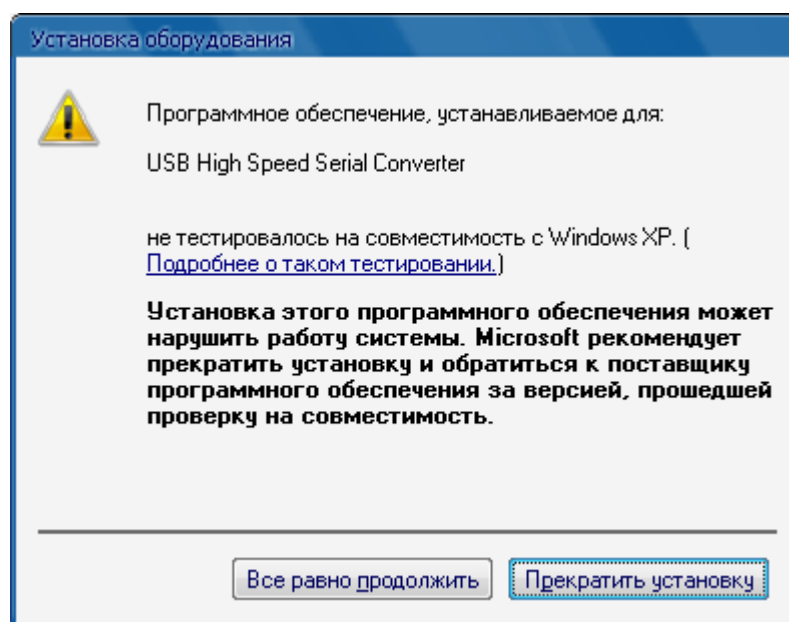 Установка оборудования
Программное обеспечение, устанавливаемое для:
USB High Speed Serial Converter
не тестировалось на совместимость с Windows XP. (
Подробнее о таком тестировании.)
Установка этого программного обеспечения может
нарушить работу системы. Microsoft рекомендует
прекратить установку и обратиться к поставщику
программного обеспечения за версией, прошедшей
проверку на совместимость.
Все равно продолжить
Прекратить установку